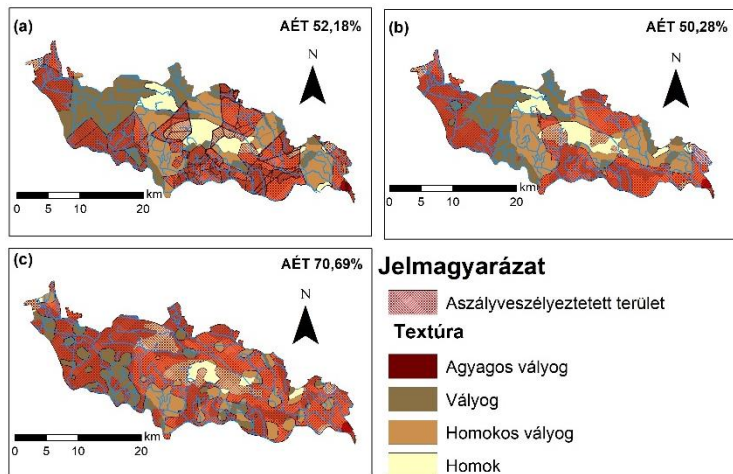 (a)
AÉT 52,18%
N
km
0 5 10 20
(b)
AÉT 50,28%
N
km
0 5 10 20
(c)
AÉT 70,69%
N
km
0 5 10 20
Jelmagyarázat
Aszályveszélyeztetett terület
Textúra
Agyagos vályog
Vályog
Homokos vályog
Homok